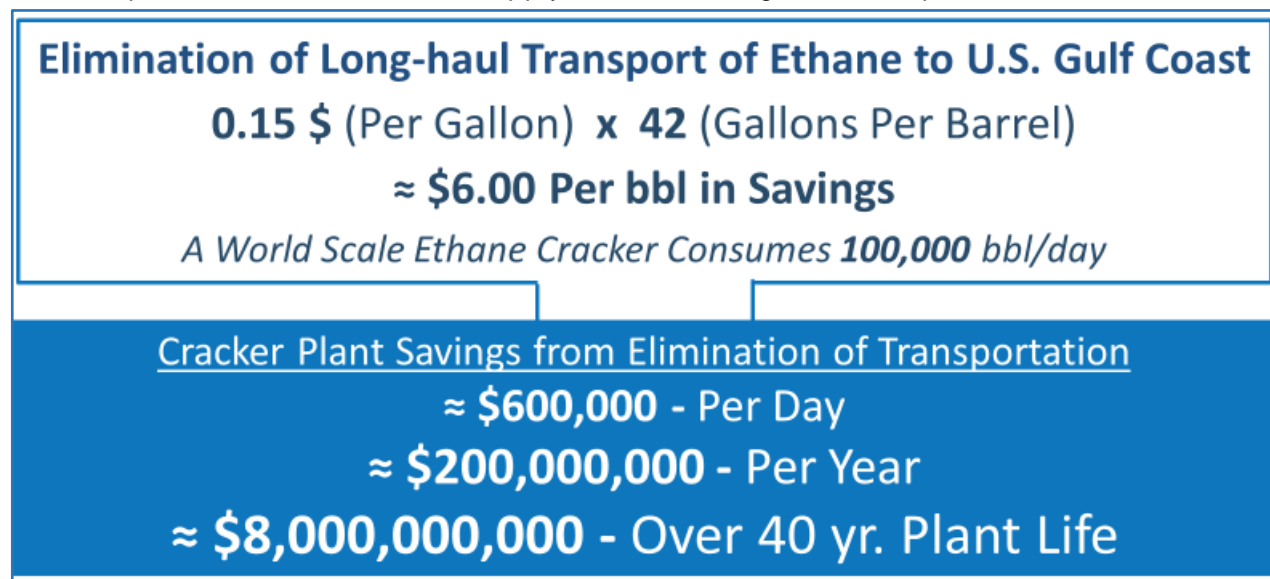 Elimination of Long-haul Transport of Ethane to U.S. Gulf Coast
0.15 $ (Per Gallon) x 42 (Gallons Per Barrel)
≈ $6.00 Per bbl in Savings
A World Scale Ethane Cracker Consumes 100,000 bbl/day
Cracker Plant Savings from Elimination of Transportation
≈ $600,000 - Per Day
≈ $200,000,000 - Per Year
≈ $8,000,000,000 - Over 40 yr. Plant Life